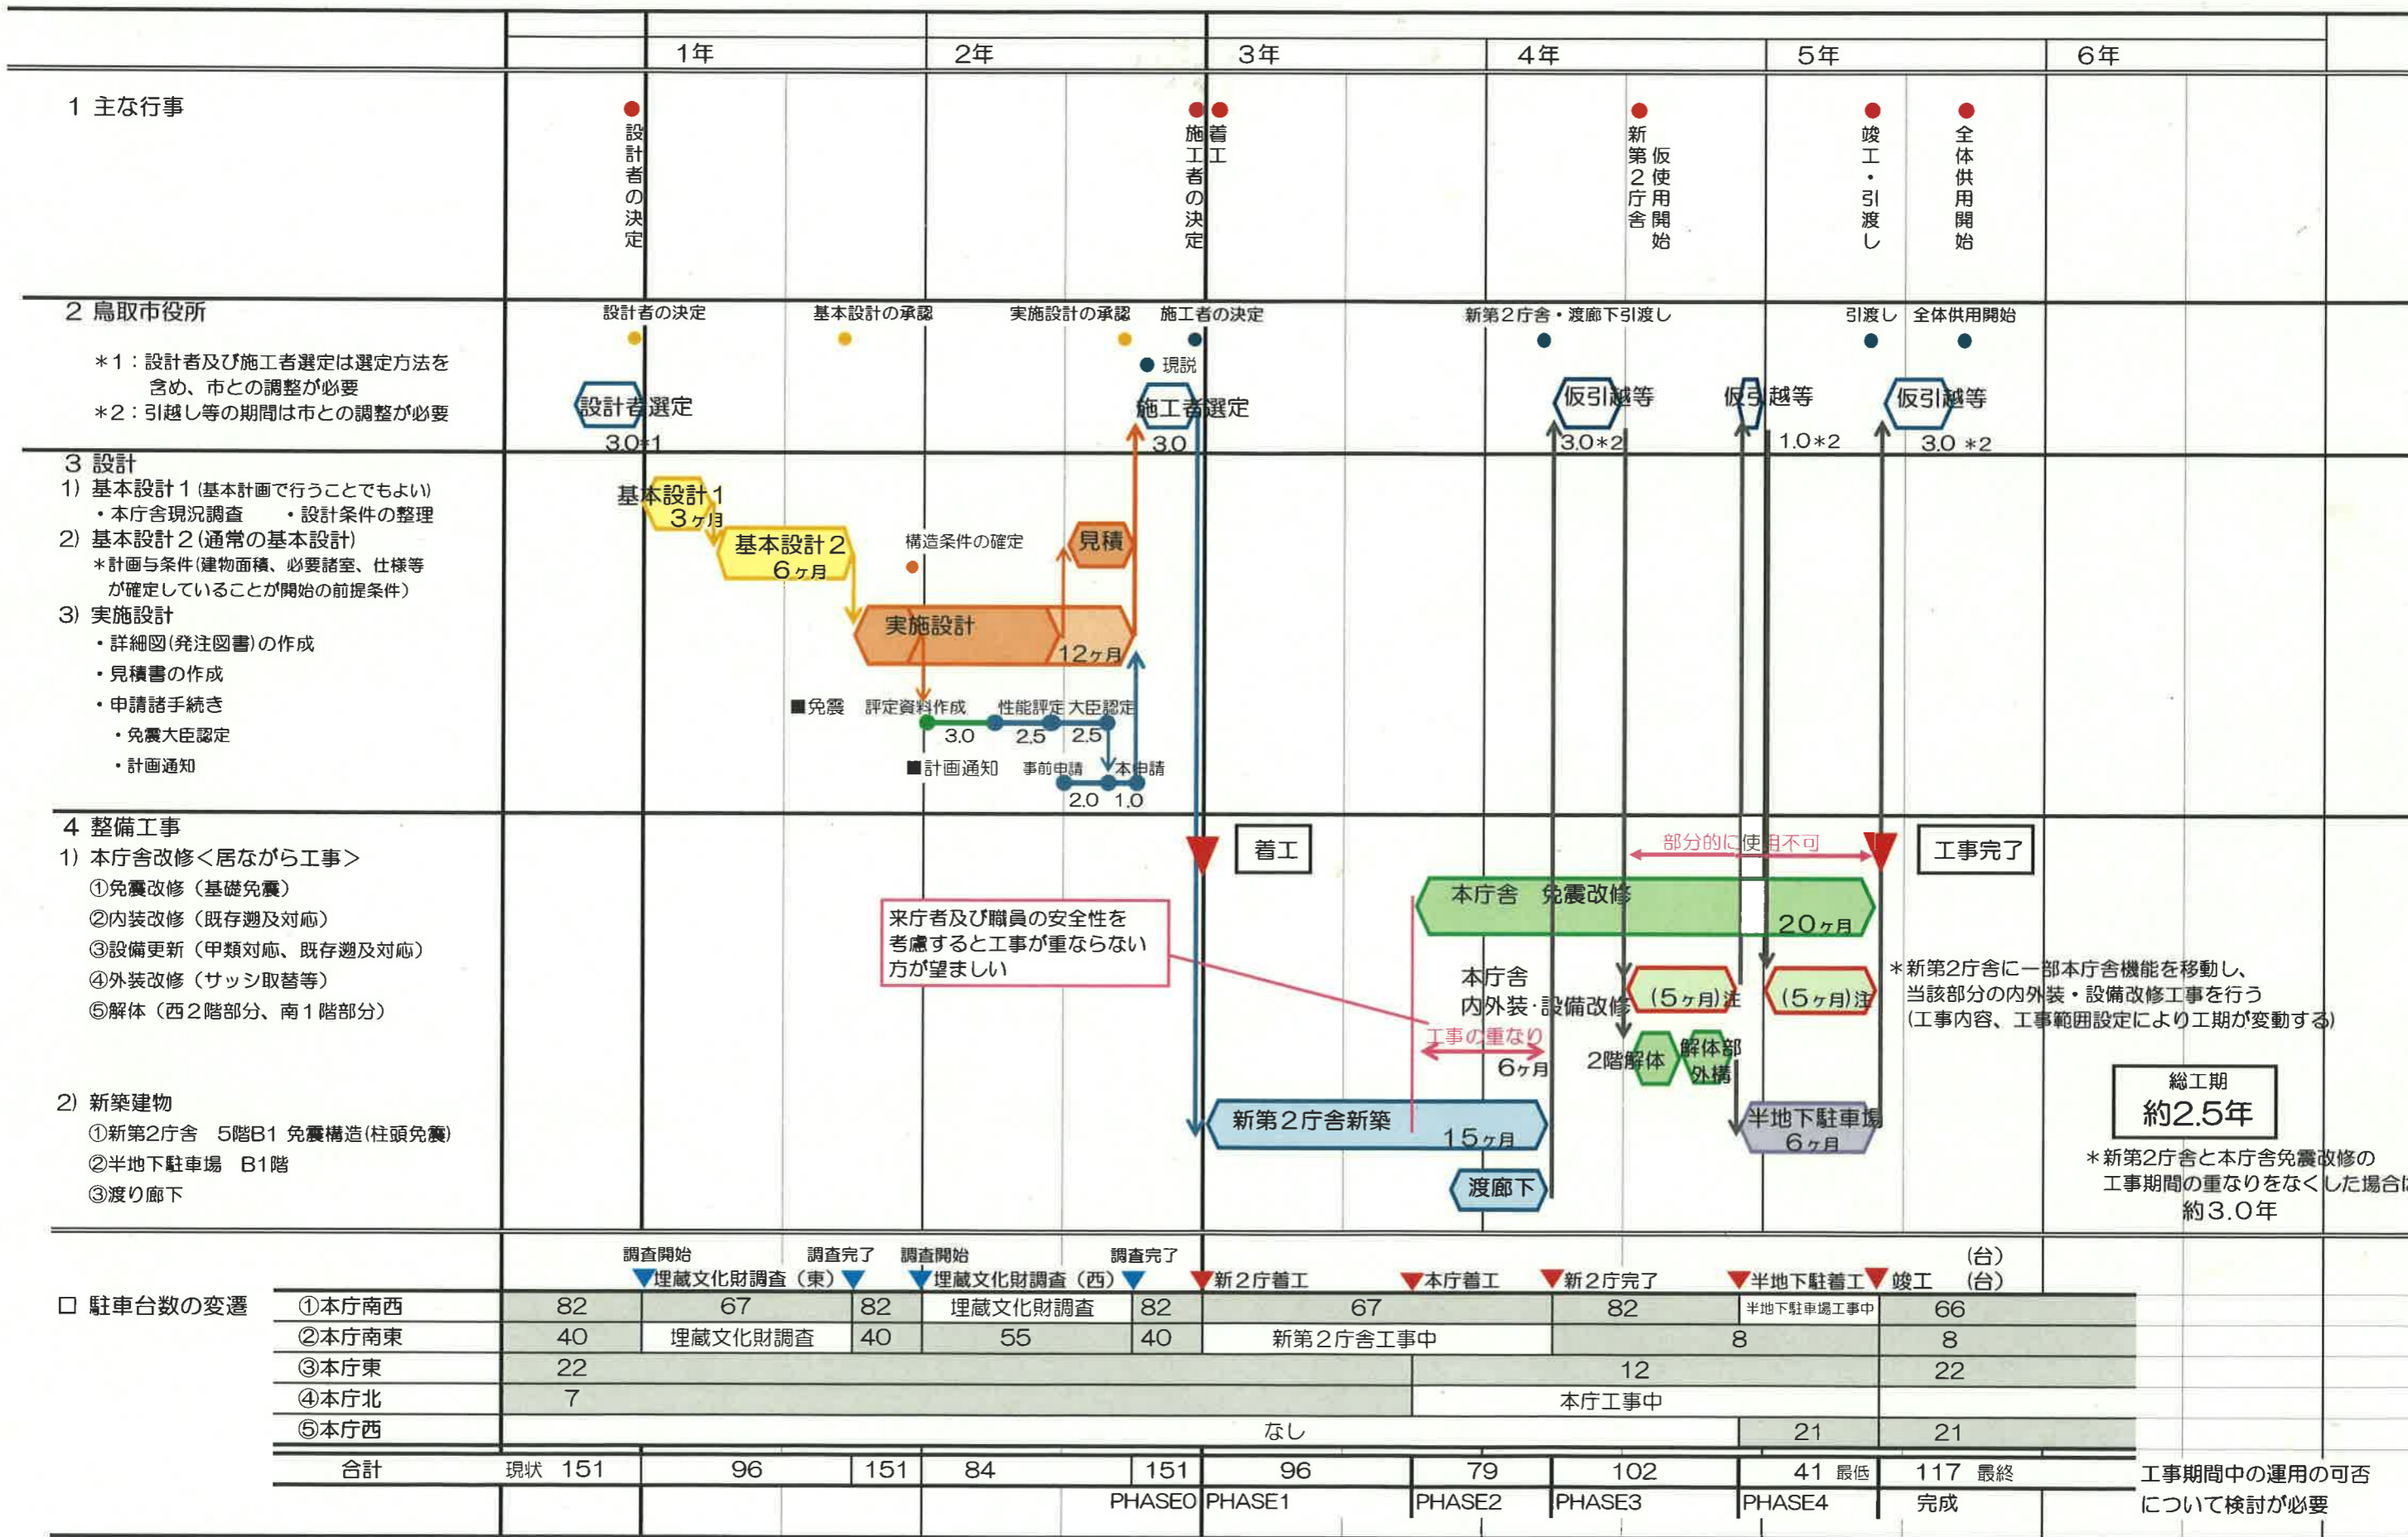 1年 2年 3年 4年 5年 6年
1 主な行事
設計者の決定
施工者の決定
着工
新第2庁舎
仮使用開始
竣工・引渡し
全体供用開始
2 鳥取市役所
設計者の決定 基本設計の承認 実施設計の承認 施工者の決定 新第2庁舎・渡廊下引渡し 引渡し 全体供用開始
現説
*1：設計者及び施工者選定は選定方法を
含め、市との調整が必要
*2：引越し等の期間は市との調整が必要
設計者選定 施工者選定 仮引越等 仮引越等 仮引越等
3.0*1 3.0 3.0*2 1.0*2 3.0 *2
3 設計
1) 基本設計1(基本計画で行うことでもよい)
・本庁舎現況調査 ・設計条件の整理
2) 基本設計2(通常の基本設計)
*計画与条件(建物面積、必要諸室、仕様等
が確定していることが開始の前提条件)
3) 実施設計
・詳細図(発注図書)の作成
・見積書の作成
・申請諸手続き
・免震大臣認定
・計画通知
基本設計1
3ヶ月
基本設計2
6ヶ月
構造条件の確定
見積
実施設計
12ヶ月
■免震 評定資料作成 性能評定 大臣認定
3.0 2.5 2.5
■計画通知 事前申請 本申請
2.0 1.0
4 整備工事
1) 本庁舎改修＜居ながら工事＞
①免震改修（基礎免震）
②内装改修（既存遡及対応）
③設備更新（甲類対応、既存遡及対応）
④外装改修（サッシ取替等）
⑤解体（西2階部分、南1階部分）
着工
部分的に使用不可
工事完了
本庁舎 免震改修
20ヶ月
来庁者及び職員の安全性を
考慮すると工事が重ならない
方が望ましい
本庁舎
内外装・設備改修
(5ヶ月)注 (5ヶ月)注
*新第2庁舎に一部本庁舎機能を移動し、
当該部分の内外装・設備改修工事を行う
(工事内容、工事範囲設定により工期が変動する)
工事の重なり
6ヶ月
2階解体
解体部
外構
総工期
約2.5年
2) 新築建物
①新第2庁舎 5階B1 免震構造(柱頭免震)
②半地下駐車場 B1階
③渡り廊下
新第2庁舎新築
15ヶ月
半地下駐車場
6ヶ月
渡廊下
*新第2庁舎と本庁舎免震改修の
工事期間の重なりをなくした場合は
約3.0年
調査開始 調査完了 調査開始 調査完了 (台)
埋蔵文化財調査（東） 埋蔵文化財調査（西） 新2庁着工 本庁着工 新2庁完了 半地下駐着工 竣工 (台)
□ 駐車台数の変遷
①本庁南西 82 67 82 埋蔵文化財調査 82 67 82 半地下駐車場工事中 66
②本庁南東 40 埋蔵文化財調査 40 55 40 新第2庁舎工事中 8 8
③本庁東 22 12 22
④本庁北 7 本庁工事中
⑤本庁西 なし 21 21
合計 現状 151 96 151 84 151 96 79 102 41 最低 117 最終
PHASE0 PHASE1 PHASE2 PHASE3 PHASE4 完成
工事期間中の運用の可否
について検討が必要